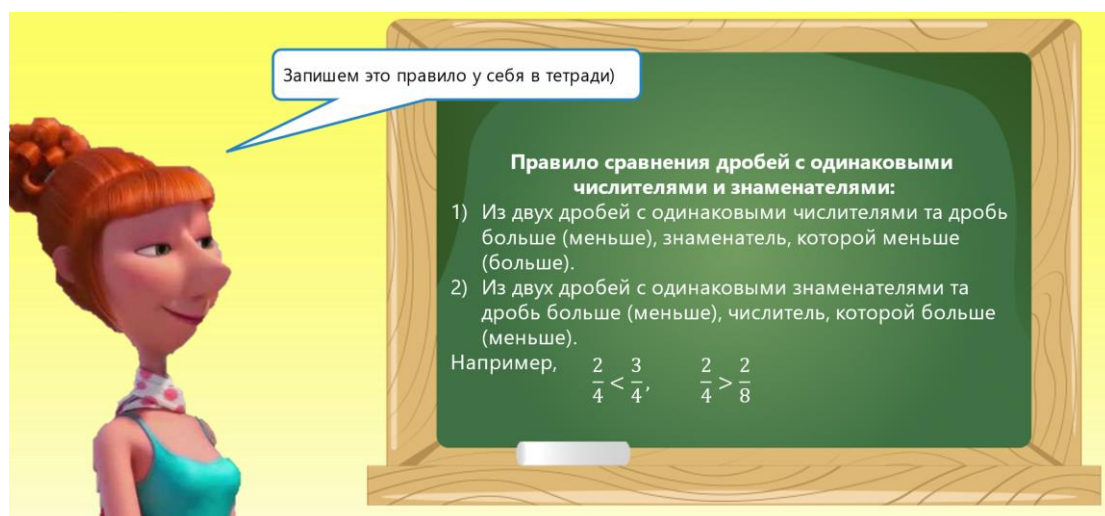 Запишем это правило у себя в тетради)
Правило сравнения дробей с одинаковыми
числителями и знаменателями:
1) Из двух дробей с одинаковыми числителями та дробь
больше (меньше), знаменатель, которой меньше
(больше).
2) Из двух дробей с одинаковыми знаменателями та
дробь больше (меньше), числитель, которой больше
(меньше).
Например, 2/4 < 3/4, 2/4 > 2/8